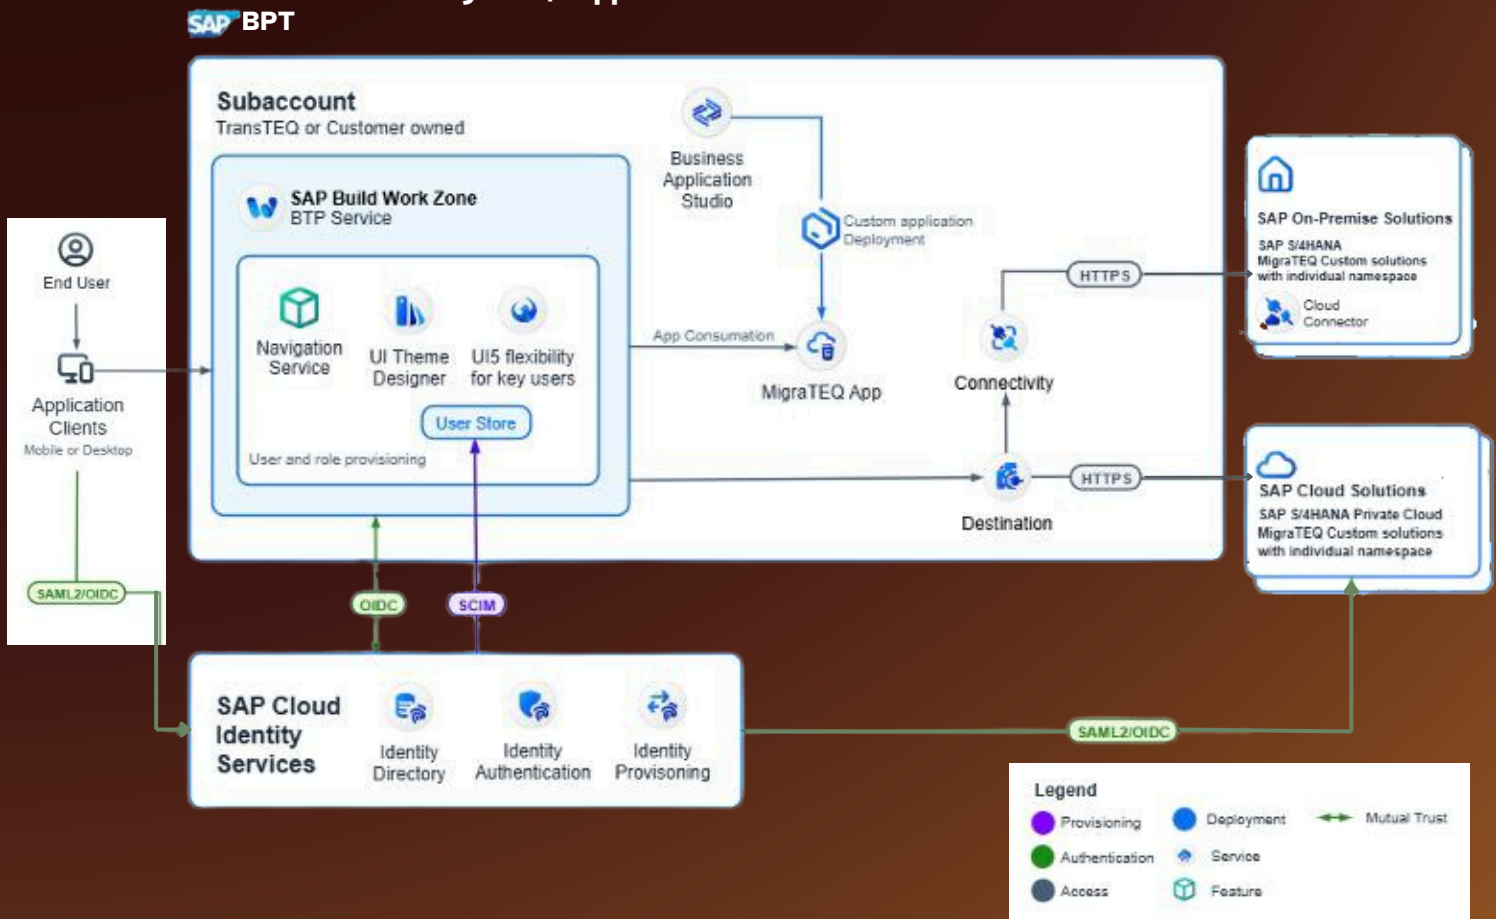 SAP BPT
Subaccount
TransTEQ or Customer owned
SAP Build Work Zone
BTP Service
Navigation
Service
UI Theme
Designer
UI5 flexibility
for key users
User Store
User and role provisioning
Business
Application
Studio
Custom application
Deployment
App Consumation
MigraTEQ App
Connectivity
Destination
HTTPS
HTTPS
SAP On-Premise Solutions
SAP S/4HANA
MigraTEQ Custom solutions
with individual namespace
Cloud
Connector
SAP Cloud Solutions
SAP S/4HANA Private Cloud
MigraTEQ Custom solutions
with individual namespace
End User
Application
Clients
Mobile or Desktop
SAML2/OIDC
OIDC
SCIM
SAP Cloud
Identity
Services
Identity
Directory
Identity
Authentication
Identity
Provisoning
SAML2/OIDC
Legend
Provisioning
Deployment
Mutual Trust
Authentication
Service
Access
Feature